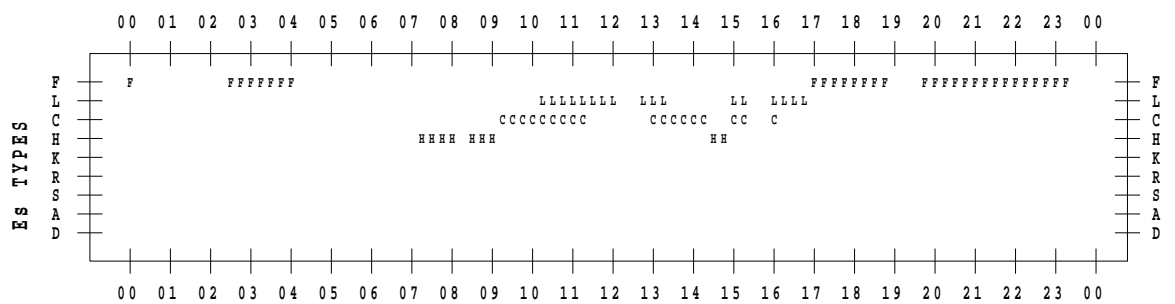 00 01 02 03 04 05 06 07 08 09 10 11 12 13 14 15 16 17 18 19 20 21 22 23 00
Es TYPES
F F FFFFFFF FFFFFFFF FFFFFFFFFFFFFFF F
L LLLLLLLL LLL LL LLLL L
C CCCCCCCCC CCCCCC CC C C
H HHHH HHH HH H
K K
R R
S S
A A
D D
00 01 02 03 04 05 06 07 08 09 10 11 12 13 14 15 16 17 18 19 20 21 22 23 00